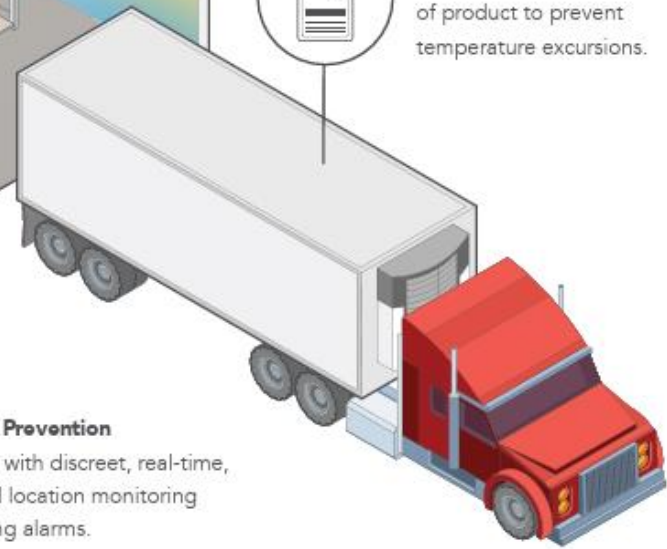 of product to prevent
temperature excursions.
Prevention
with discreet, real-time,
location monitoring
alarms.